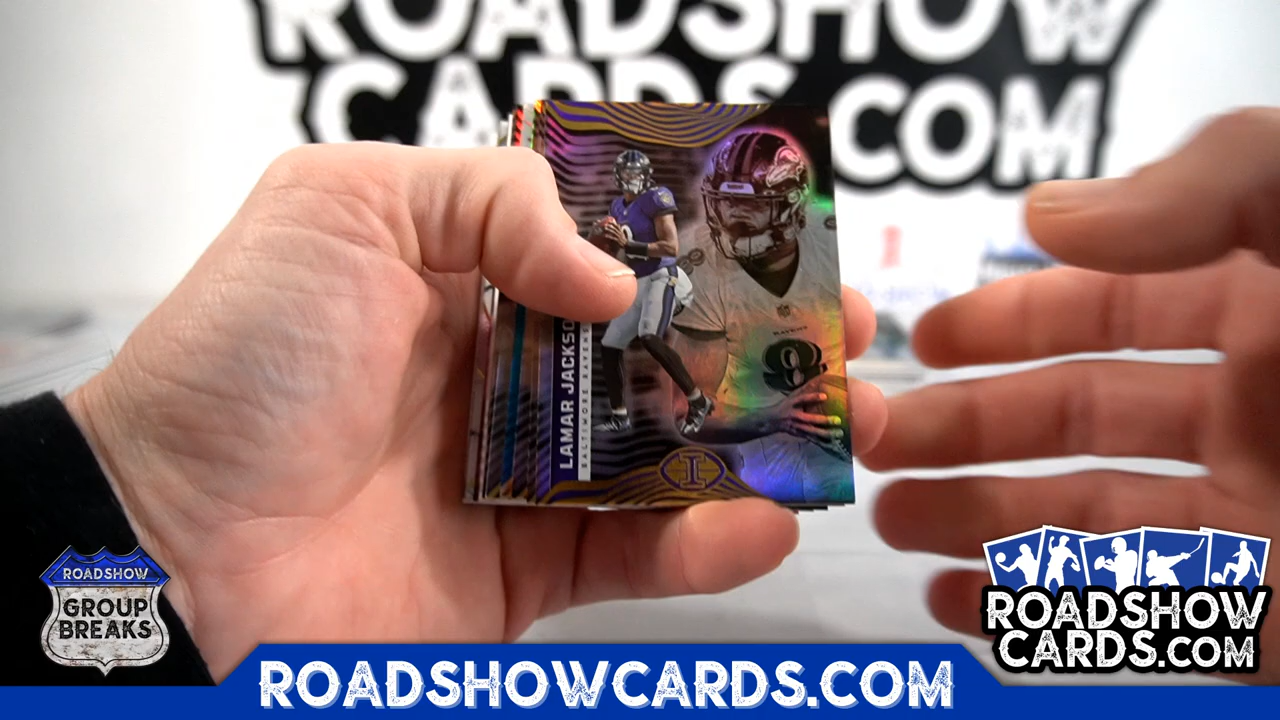 ROADSHOW
CARDS.COM
LAMAR JACKSON
BALTIMORE RAVENS
8
I
ROADSHOW
GROUP
BREAKS
ROADSHOW
CARDS.COM
ROADSHOWCARDS.COM